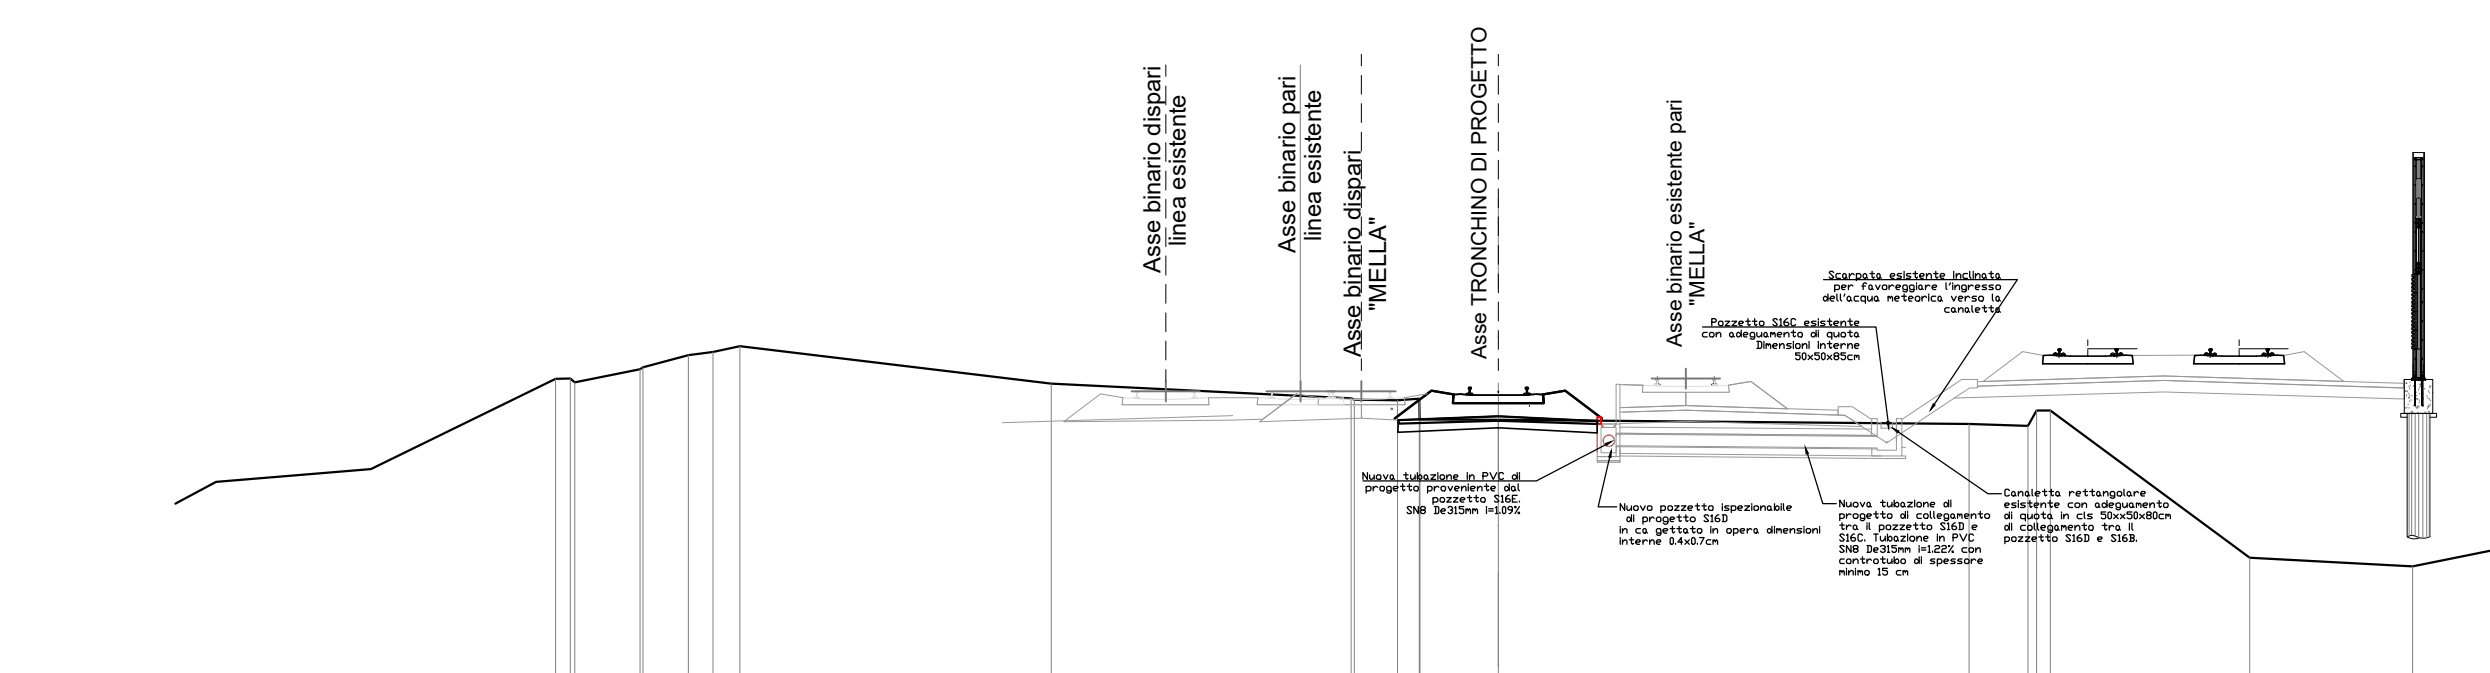 Asse binario dispari
linea esistente
Asse binario pari
linea esistente
Asse binario dispari
"MELLA"
Asse TRONCHINO DI PROGETTO
Asse binario esistente pari
"MELLA"
Scarpata esistente inclinata
per favoreggiare l'ingresso
dell'acqua meteorica verso la
canaletta
Pozzetto S16C esistente
con adeguamento di quota
Dimensioni interne
50x50x85cm
Nuova tubazione in PVC di
progetto proveniente dal
pozzetto S16E.
SN8 De315mm i=1.09%
Nuovo pozzetto ispezionabile
di progetto S16D
in ca gettato in opera dimensioni
interne 0.4x0.7cm
Nuova tubazione di
progetto di collegamento
tra il pozzetto S16D e
S16C. Tubazione in PVC
SN8 De315mm i=1.22% con
controtubo di spessore
minimo 15 cm
Canaletta rettangolare
esistente con adeguamento
di quota in cls 50xx50x80cm
di collegamento tra il
pozzetto S16D e S16B.